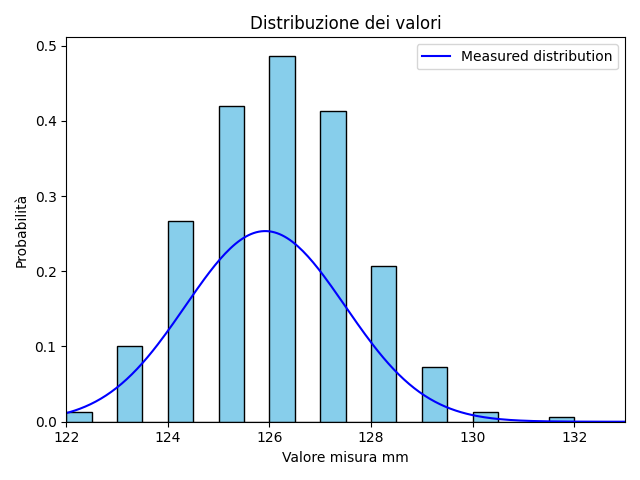 Distribuzione dei valori
Measured distribution
Probabilità
0.5
0.4
0.3
0.2
0.1
0.0
122 124 126 128 130 132
Valore misura mm